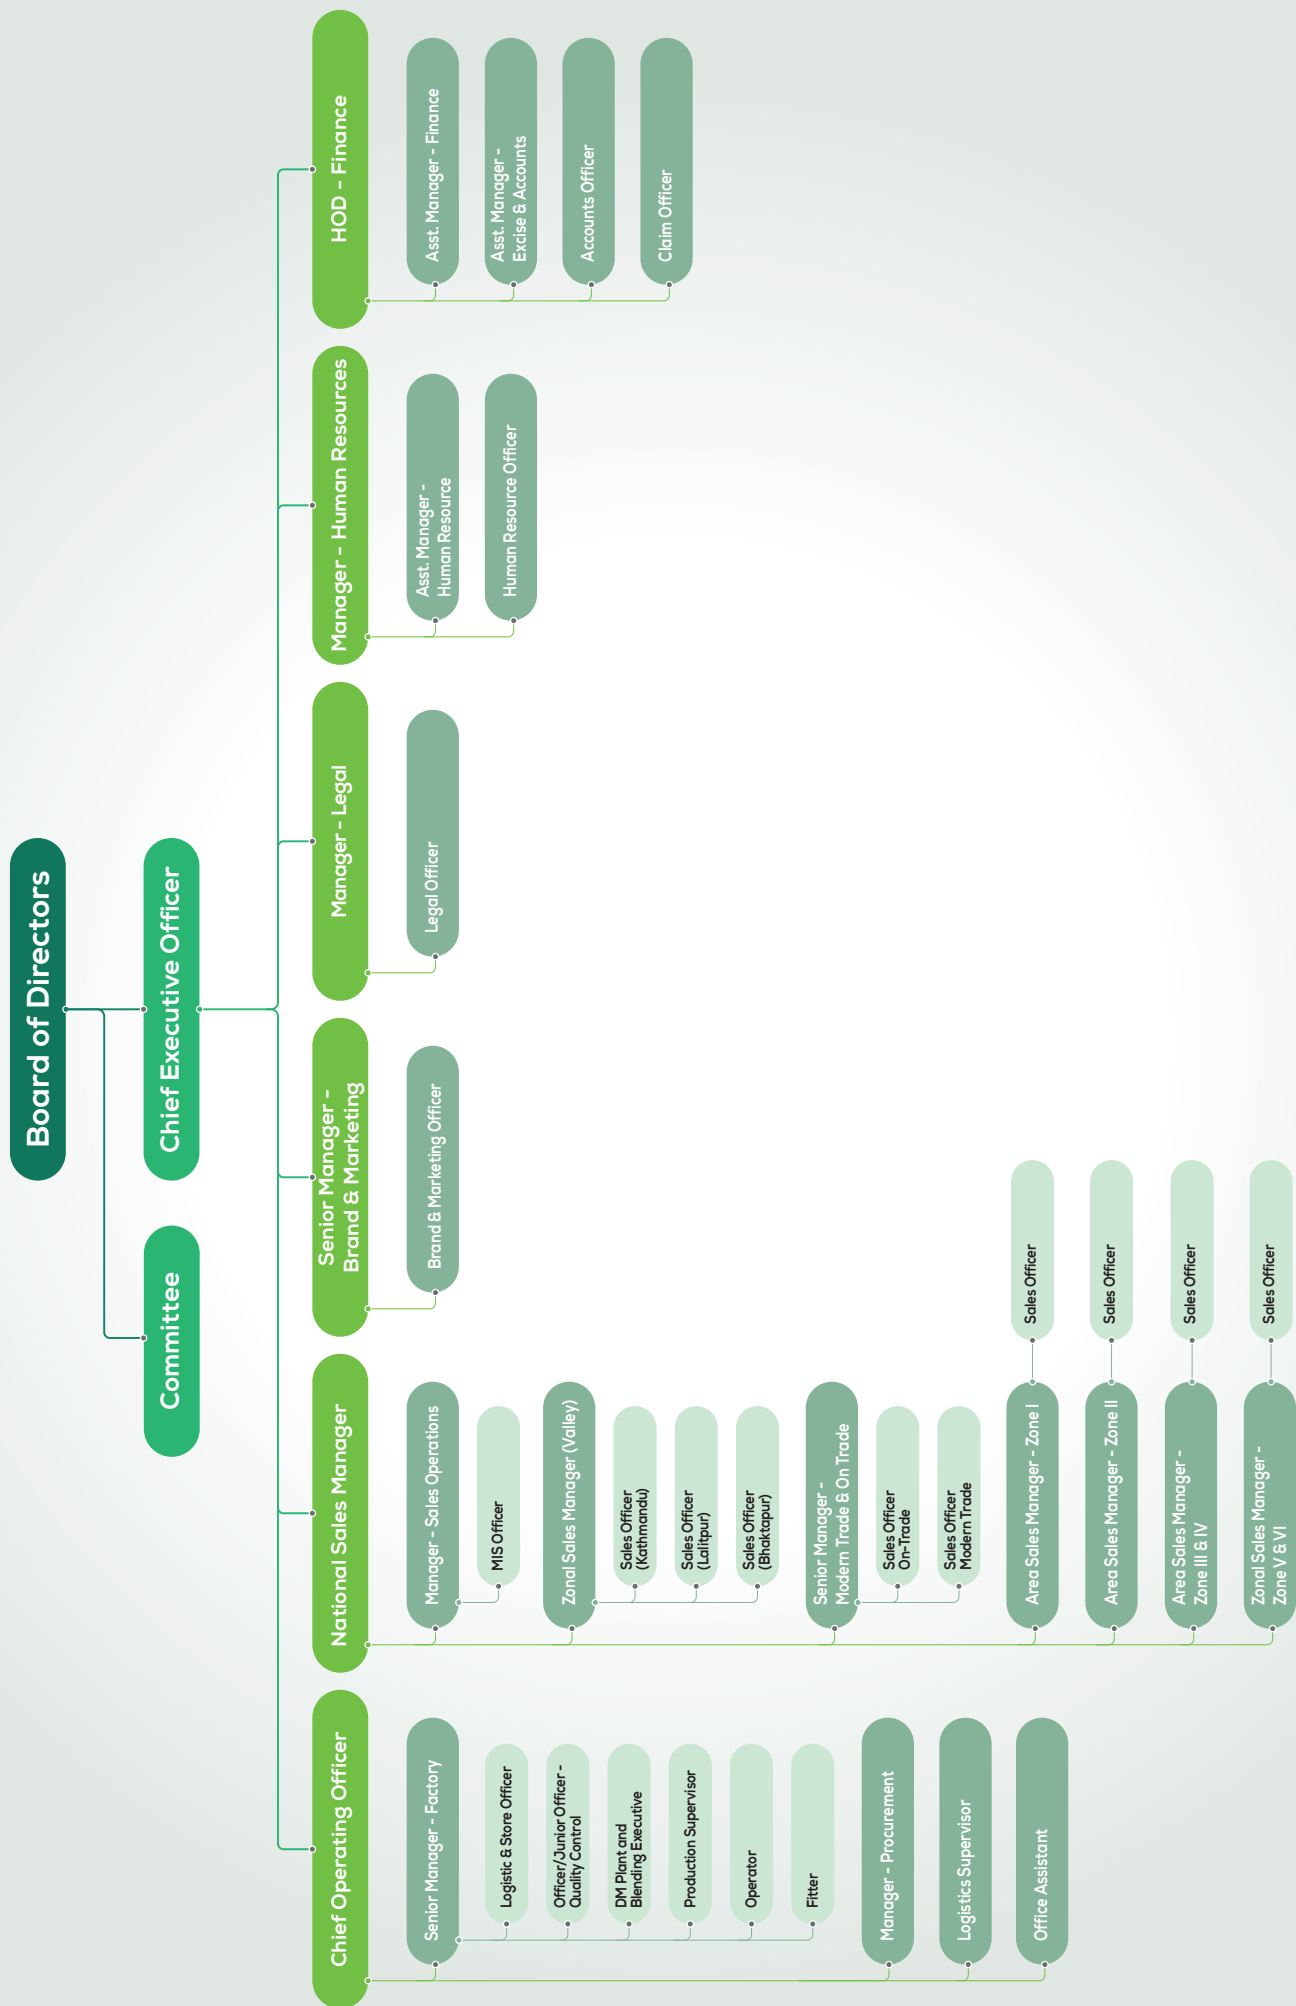 Board of Directors
Committee
Chief Executive Officer
Chief Operating Officer
Senior Manager - Factory
Logistic & Store Officer
Officer/Junior Officer -
Quality Control
DM Plant and
Blending Executive
Production Supervisor
Operator
Fitter
Manager - Procurement
Logistics Supervisor
Office Assistant
National Sales Manager
Manager - Sales Operations
MIS Officer
Zonal Sales Manager (Valley)
Sales Officer
(Kathmandu)
Sales Officer
(Lalitpur)
Sales Officer
(Bhaktapur)
Senior Manager -
Modern Trade & On Trade
Sales Officer
On-Trade
Sales Officer
Modern Trade
Area Sales Manager - Zone I
Sales Officer
Area Sales Manager - Zone II
Sales Officer
Area Sales Manager -
Zone III & IV
Sales Officer
Zonal Sales Manager -
Zone V & VI
Sales Officer
Senior Manager -
Brand & Marketing
Brand & Marketing Officer
Manager - Legal
Legal Officer
Manager - Human Resources
Asst. Manager -
Human Resource
Human Resource Officer
HOD - Finance
Asst. Manager - Finance
Asst. Manager -
Excise & Accounts
Accounts Officer
Claim Officer